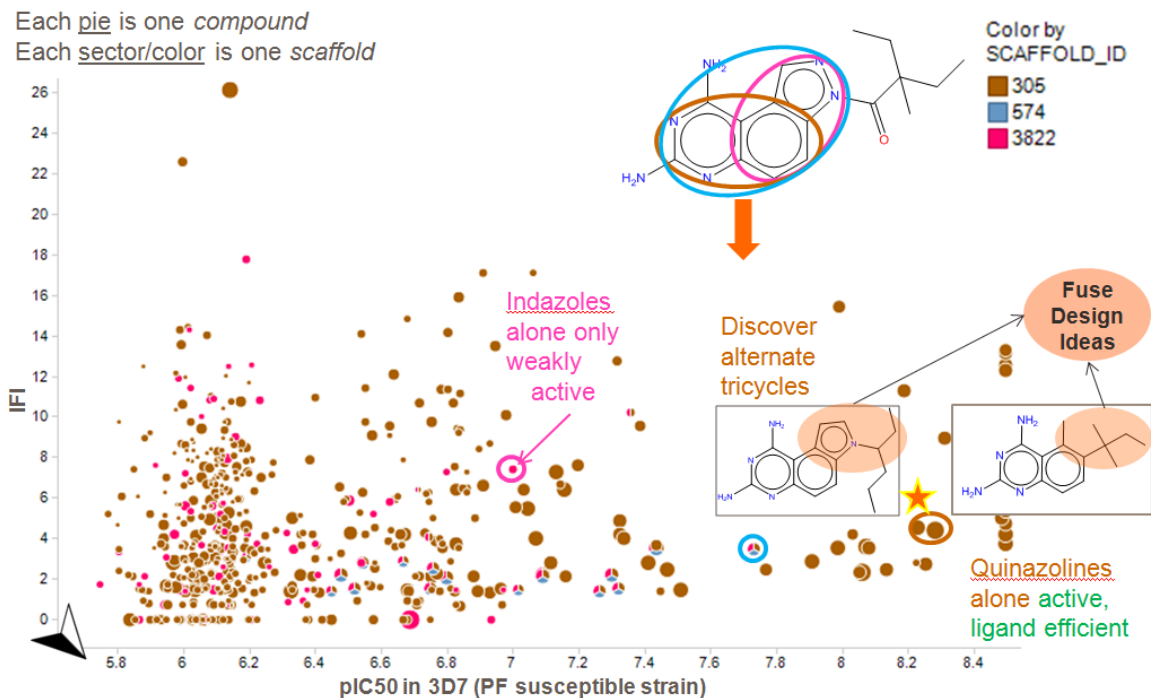 Each pie is one compound
Each sector/color is one scaffold
Color by
SCAFFOLD_ID
305
574
3822
NH₂
N
N
N
N
H₂N
O
26
24
22
20
18
16
14
12
10
8
6
4
2
0
IFI
Indazoles
alone only
weakly
active
Discover
alternate
tricycles
Fuse
Design
Ideas
NH₂
N
N
N
H₂N
NH₂
N
N
H₂N
Quinazolines
alone active,
ligand efficient
5.8 6 6.2 6.4 6.6 6.8 7 7.2 7.4 7.6 7.8 8 8.2 8.4
pIC50 in 3D7 (PF susceptible strain)